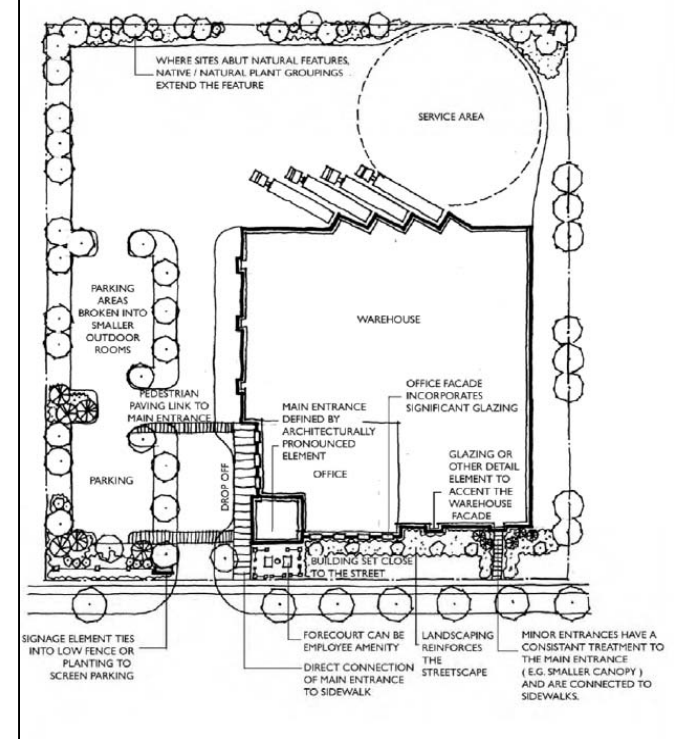 WHERE SITES ABUT NATURAL FEATURES,
NATIVE / NATURAL PLANT GROUPINGS
EXTEND THE FEATURE
SERVICE AREA
PARKING
AREAS
BROKEN INTO
SMALLER
OUTDOOR
ROOMS
WAREHOUSE
PEDESTRIAN
PAVING LINK TO
MAIN ENTRANCE
MAIN ENTRANCE
DEFINED BY
ARCHITECTURALLY
PRONOUNCED
ELEMENT
OFFICE FACADE
INCORPORATES
SIGNIFICANT GLAZING
OFFICE
GLAZING OR
OTHER DETAIL
ELEMENT TO
ACCENT THE
WAREHOUSE
FACADE
PARKING
DROP OFF
BUILDING SET CLOSE
TO THE STREET
SIGNAGE ELEMENT TIES
INTO LOW FENCE OR
PLANTING TO
SCREEN PARKING
FORECOURT CAN BE
EMPLOYEE AMENITY
DIRECT CONNECTION
OF MAIN ENTRANCE
TO SIDEWALK
LANDSCAPING
REINFORCES
THE
STREETSCAPE
MINOR ENTRANCES HAVE A
CONSISTANT TREATMENT TO
THE MAIN ENTRANCE
( E.G. SMALLER CANOPY )
AND ARE CONNECTED TO
SIDEWALKS.